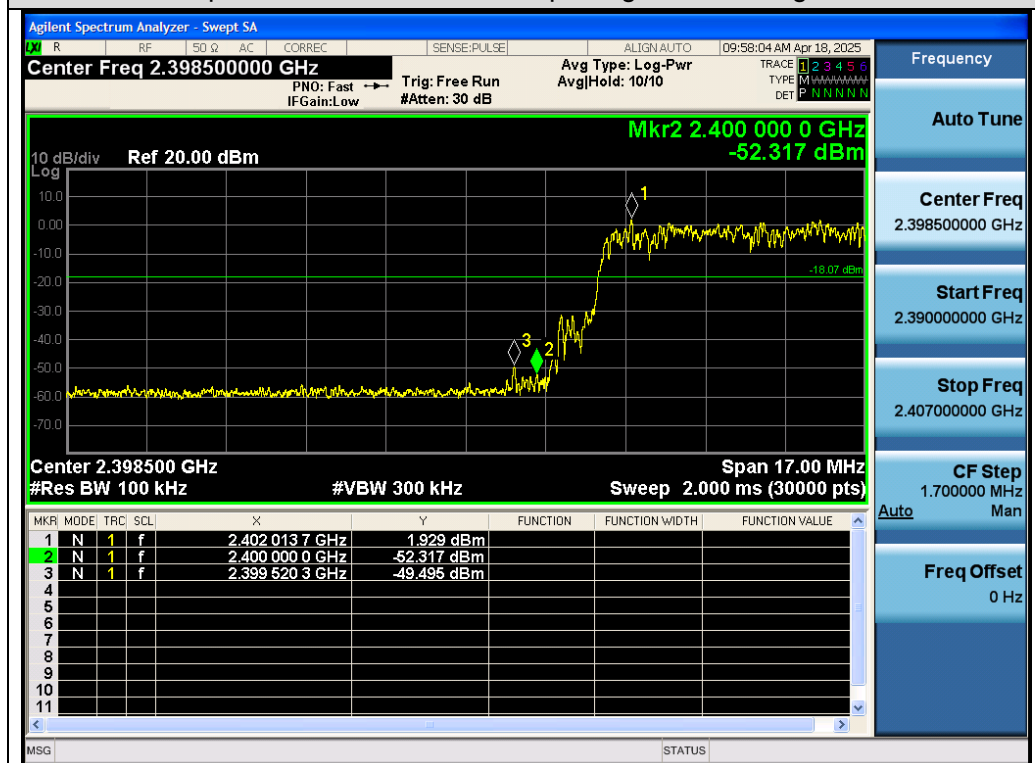 Agilent Spectrum Analyzer - Swept SA
LXI R RF 50 Ω AC CORREC SENSE:PULSE ALIGN AUTO 09:58:04 AM Apr 18, 2025
Center Freq 2.398500000 GHz
PNO: Fast
IFGain:Low
Trig: Free Run
#Atten: 30 dB
Avg Type: Log-Pwr
Avg|Hold: 10/10
TRACE 1 2 3 4 5 6
TYPE M
DET P N N N N N
Mkr2 2.400 000 0 GHz
-52.317 dBm
10 dB/div Ref 20.00 dBm
Log
10.0
0.00
-10.0
-20.0
-30.0
-40.0
-50.0
-60.0
-70.0
1
-18.07 dBm
3
2
Center 2.398500 GHz Span 17.00 MHz
#Res BW 100 kHz #VBW 300 kHz Sweep 2.000 ms (30000 pts)
MKR MODE TRC SCL X Y FUNCTION FUNCTION WIDTH FUNCTION VALUE
1 N 1 f 2.402 013 7 GHz 1.929 dBm
2 N 1 f 2.400 000 0 GHz -52.317 dBm
3 N 1 f 2.399 520 3 GHz -49.495 dBm
4
5
6
7
8
9
10
11
MSG STATUS
Frequency
Auto Tune
Center Freq
2.398500000 GHz
Start Freq
2.390000000 GHz
Stop Freq
2.407000000 GHz
CF Step
1.700000 MHz
Auto Man
Freq Offset
0 Hz